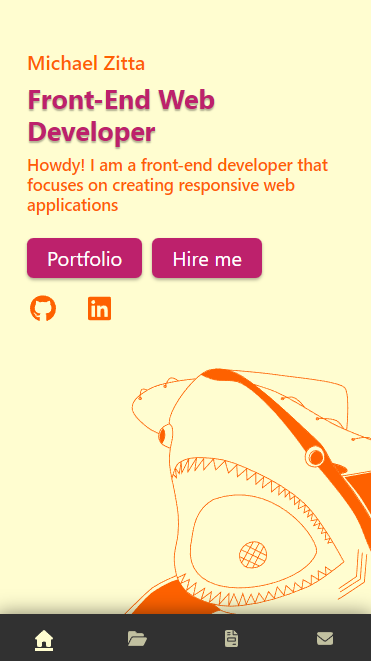 Michael Zitta
Front-End Web
Developer
Howdy! I am a front-end developer that
focuses on creating responsive web
applications
Portfolio
Hire me